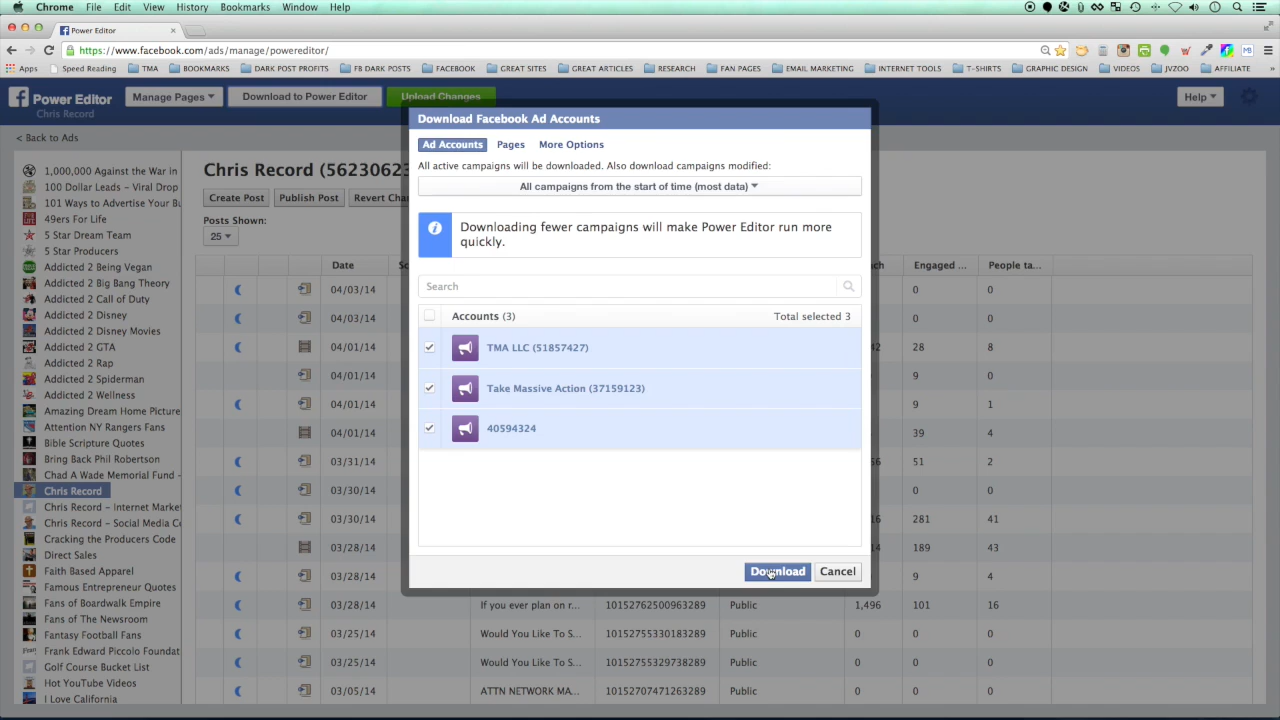 Chrome File Edit View History Bookmarks Window Help
Power Editor
https://www.facebook.com/ads/manage/powereditor/
Apps Speed Reading TMA BOOKMARKS DARK POST PROFITS FB DARK POSTS FACEBOOK GREAT SITES GREAT ARTICLES RESEARCH FAN PAGES EMAIL MARKETING INTERNET TOOLS T-SHIRTS GRAPHIC DESIGN VIDEOS JVZOO AFFILIATE
Power Editor
Chris Record
Manage Pages Download to Power Editor Upload Changes Help
< Back to Ads
1,000,000 Against the War in
100 Dollar Leads - Viral Drop
101 Ways to Advertise Your Bu
49ers For Life
5 Star Dream Team
5 Star Producers
Addicted 2 Being Vegan
Addicted 2 Big Bang Theory
Addicted 2 Call of Duty
Addicted 2 Disney
Addicted 2 Disney Movies
Addicted 2 GTA
Addicted 2 Rap
Addicted 2 Spiderman
Addicted 2 Wellness
Amazing Dream Home Picture
Attention NY Rangers Fans
Bible Scripture Quotes
Bring Back Phil Robertson
Chad A Wade Memorial Fund -
Chris Record
Chris Record - Internet Market
Chris Record - Social Media Co
Cracking the Producers Code
Direct Sales
Faith Based Apparel
Famous Entrepreneur Quotes
Fans of Boardwalk Empire
Fans of The Newsroom
Fantasy Football Fans
Frank Edward Piccolo Foundat
Golf Course Bucket List
Hot YouTube Videos
I Love California
Chris Record (56230623
Create Post Publish Post Revert Cha
Posts Shown:
25
Date Sc ch Engaged ... People ta...
04/03/14 0 0
04/03/14 0 0
04/01/14 42 28 8
04/01/14 9 0
04/01/14 9 1
04/01/14 39 4
03/31/14 66 51 2
03/30/14 0 0
03/30/14 16 281 41
03/28/14 14 189 43
03/28/14 9 4
03/28/14 If you ever plan on r... 10152762500963289 Public 1,496 101 16
03/25/14 Would You Like To S... 10152755330183289 Public 0 0 0
03/25/14 Would You Like To S... 10152755329738289 Public 0 0 0
03/05/14 ATTN NETWORK MA... 10152707471263289 Public 0 0 0
Download Facebook Ad Accounts
Ad Accounts Pages More Options
All active campaigns will be downloaded. Also download campaigns modified:
All campaigns from the start of time (most data)
Downloading fewer campaigns will make Power Editor run more
quickly.
Search
Accounts (3) Total selected 3
TMA LLC (51857427)
Take Massive Action (37159123)
40594324
Download Cancel